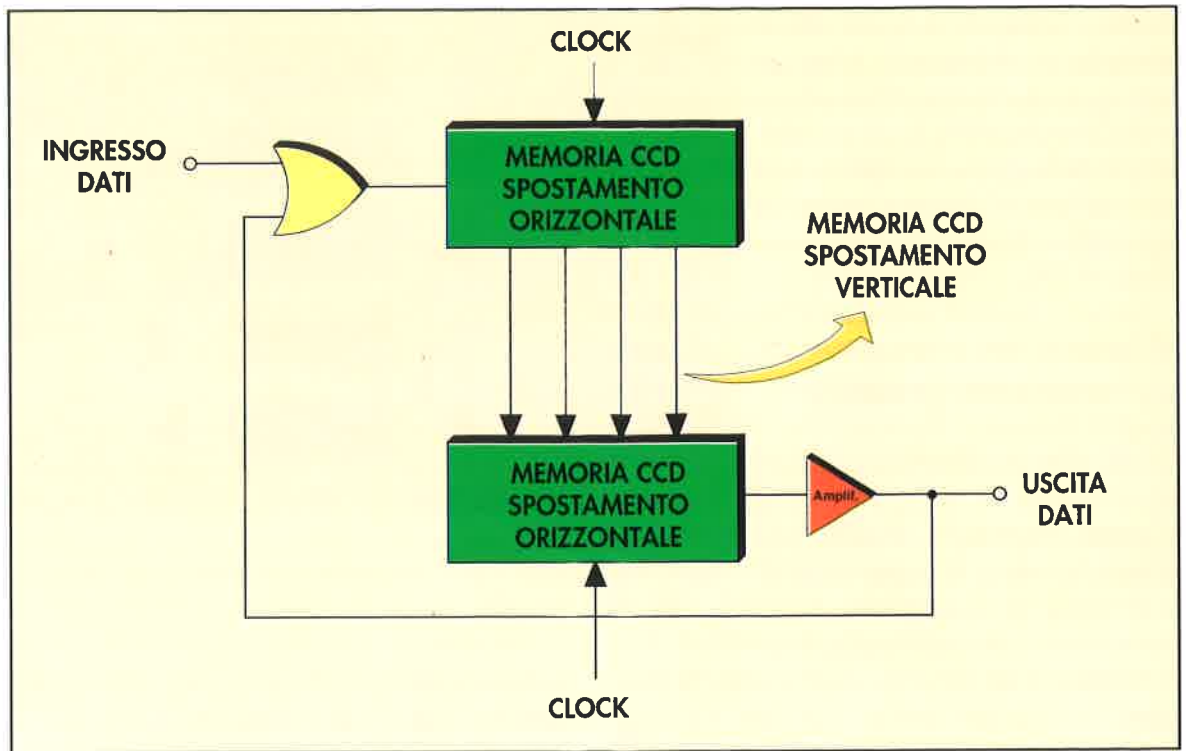 CLOCK
INGRESSO
DATI
MEMORIA CCD
SPOSTAMENTO
ORIZZONTALE
MEMORIA CCD
SPOSTAMENTO
VERTICALE
MEMORIA CCD
SPOSTAMENTO
ORIZZONTALE
Amplif.
USCITA
DATI
CLOCK